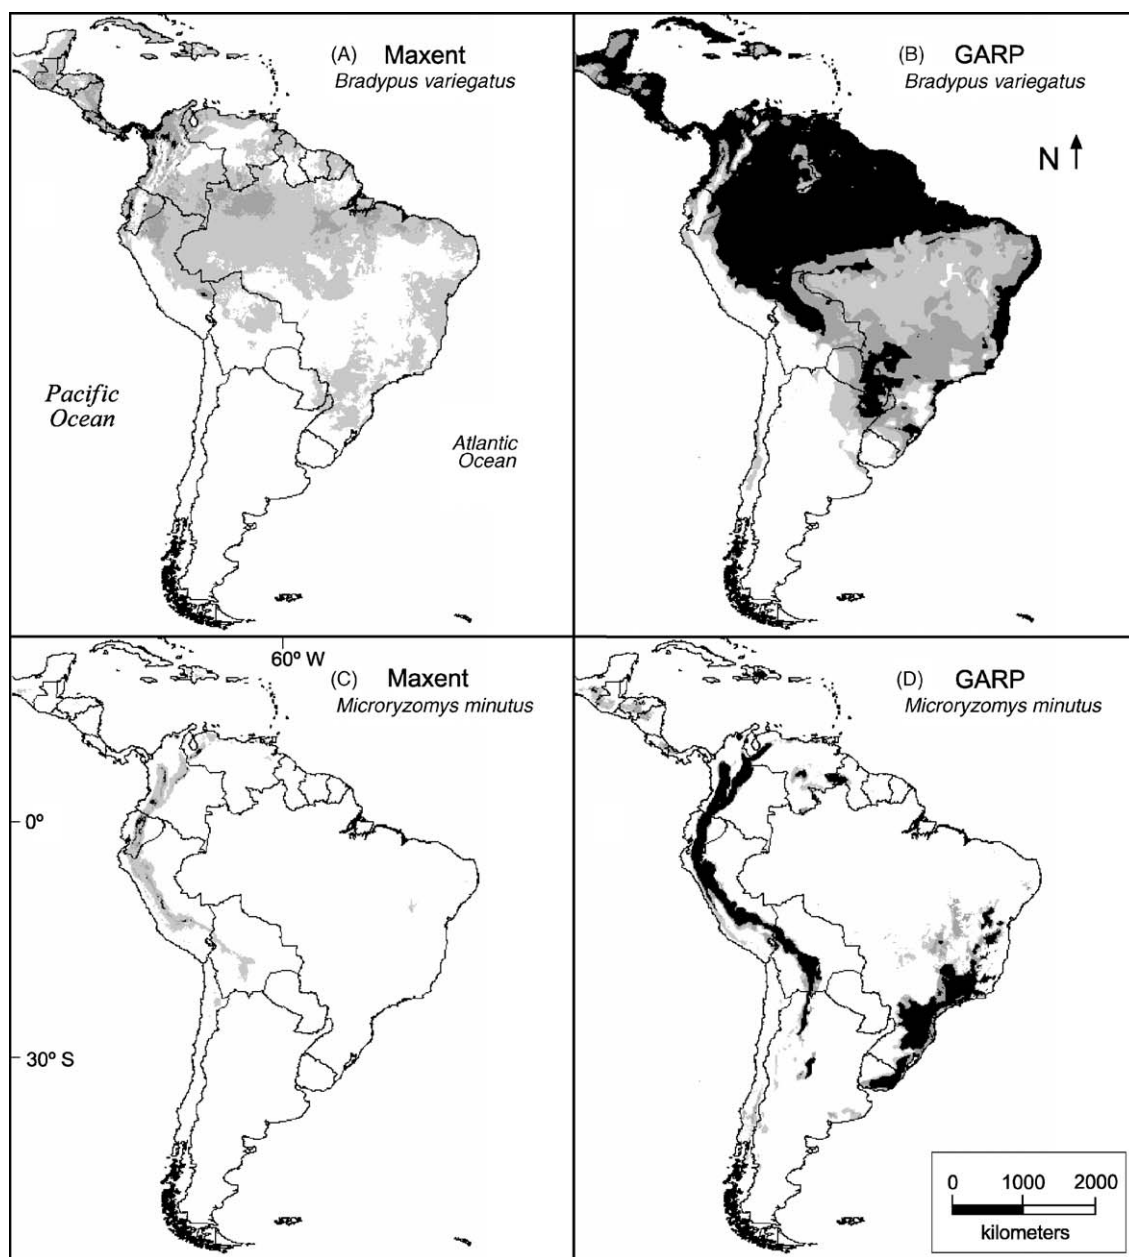 (A) Maxent
Bradypus variegatus
Pacific
Ocean
Atlantic
Ocean
(B) GARP
Bradypus variegatus
N
60º W
(C) Maxent
Microryzomys minutus
0º
30º S
(D) GARP
Microryzomys minutus
0 1000 2000
kilometers